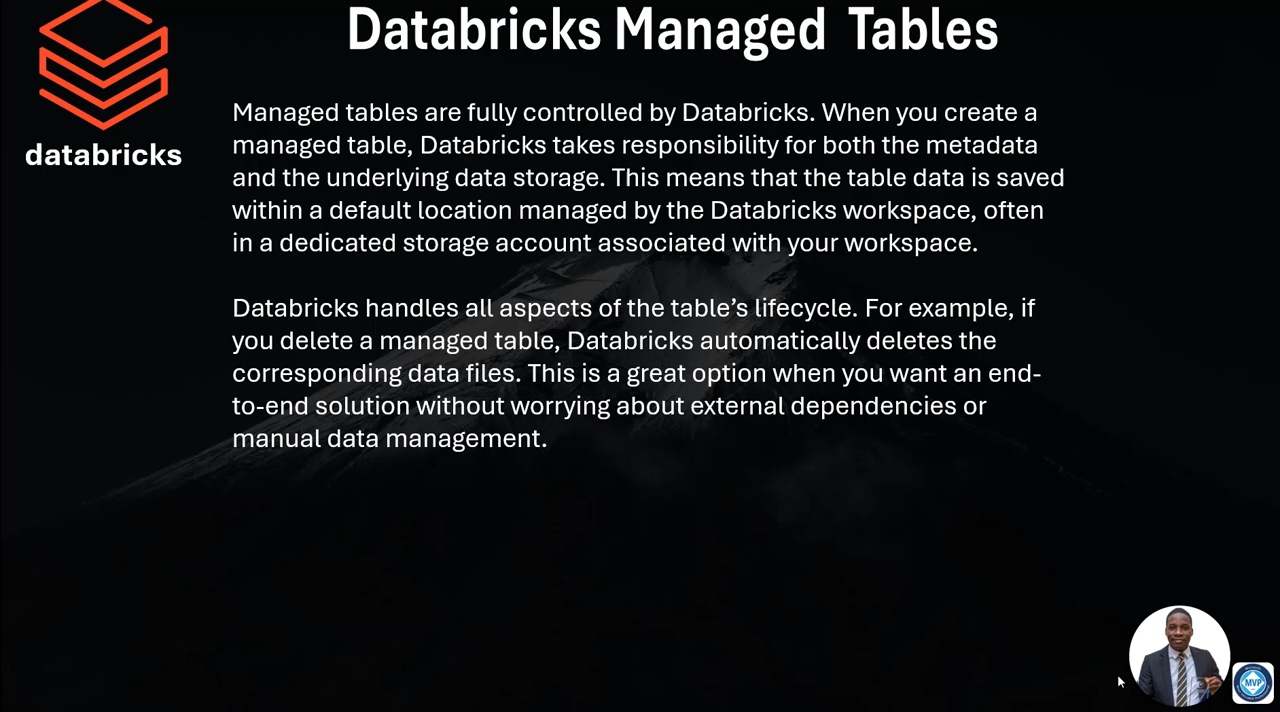 Databricks Managed Tables
databricks
Managed tables are fully controlled by Databricks. When you create a
managed table, Databricks takes responsibility for both the metadata
and the underlying data storage. This means that the table data is saved
within a default location managed by the Databricks workspace, often
in a dedicated storage account associated with your workspace.
Databricks handles all aspects of the table’s lifecycle. For example, if
you delete a managed table, Databricks automatically deletes the
corresponding data files. This is a great option when you want an end-
to-end solution without worrying about external dependencies or
manual data management.
MVP